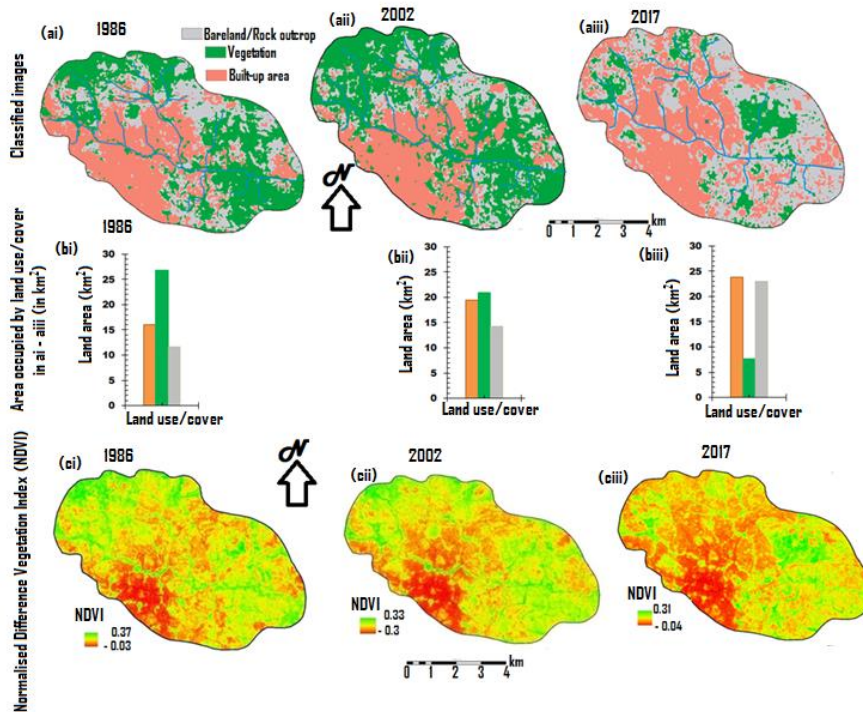 Classified images
(ai)
1986
Bareland/Rock outcrop
Vegetation
Built-up area
(aii)
2002
(aiii)
2017
N
km
0 1 2 3 4
Area occupied by land use/cover
in ai - aiii (in km²)
1986
(bi)
Land area (km²)
30
25
20
15
10
5
0
Land use/cover
(bii)
Land area (km²)
30
25
20
15
10
5
0
Land use/cover
(biii)
Land area (km²)
30
25
20
15
10
5
0
Land use/cover
Normalised Difference Vegetation Index (NDVI)
(ci)
1986
N
NDVI
0.37
- 0.03
(cii)
2002
NDVI
0.33
- 0.3
(ciii)
2017
NDVI
0.31
- 0.04
km
0 1 2 3 4